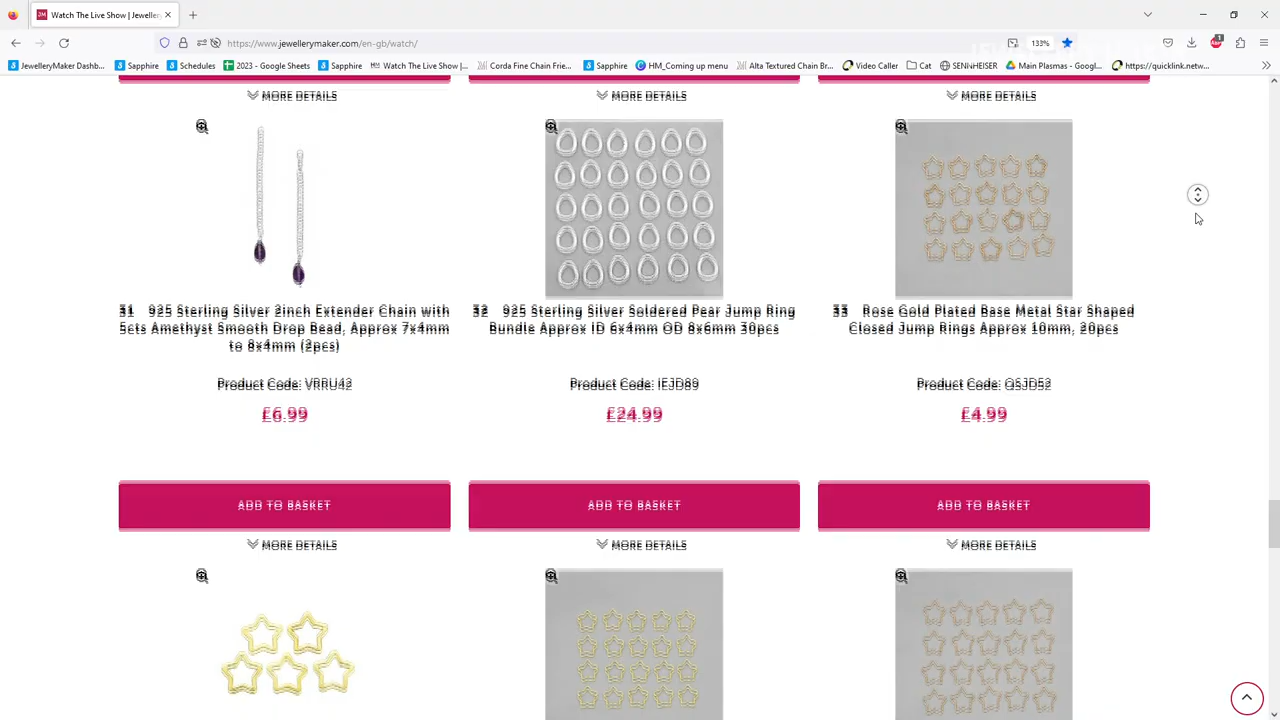 Watch The Live Show | Jeweller
https://www.jewellerymaker.com/en-gb/watch/
133%
JewelleryMaker Dashb...
Sapphire
Schedules
2023 - Google Sheets
Sapphire
Watch The Live Show |...
Corda Fine Chain Frie...
Sapphire
HM_Coming up menu
Alta Textured Chain Br...
Video Caller
Cat
SENNHEISER
Main Plasmas - Googl...
https://quicklink.netw...
MORE DETAILS
MORE DETAILS
MORE DETAILS
31 925 Sterling Silver 2inch Extender Chain with
5cts Amethyst Smooth Drop Bead, Approx 7x4mm
to 8x4mm (2pcs)
Product Code: VRRU42
£6.99
ADD TO BASKET
MORE DETAILS
32 925 Sterling Silver Soldered Pear Jump Ring
Bundle Approx ID 6x4mm OD 8x6mm 30pcs
Product Code: IEJD89
£24.99
ADD TO BASKET
MORE DETAILS
33 Rose Gold Plated Base Metal Star Shaped
Closed Jump Rings Approx 10mm, 20pcs
Product Code: QSJD52
£4.99
ADD TO BASKET
MORE DETAILS